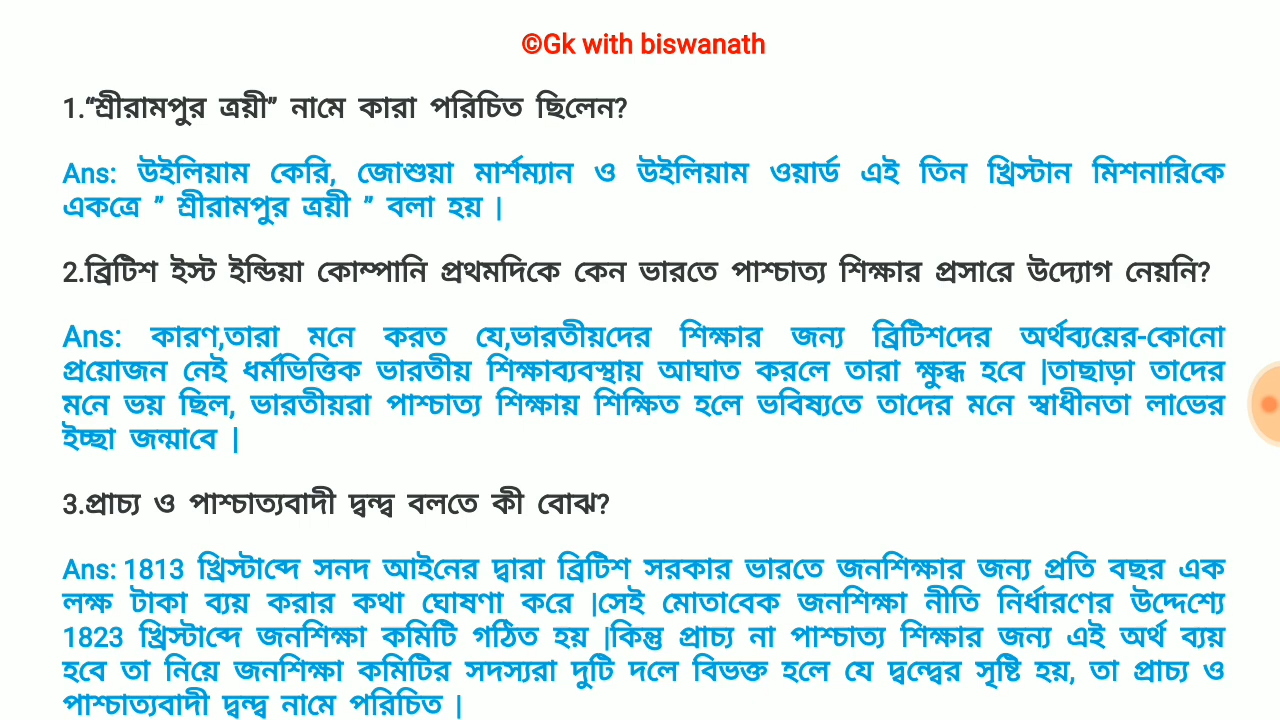 ©Gk with biswanath
1.“শ্রীরামপুর ত্রয়ী” নামে কারা পরিচিত ছিলেন?
Ans: উইলিয়াম কেরি, জোশুয়া মার্শম্যান ও উইলিয়াম ওয়ার্ড এই তিন খ্রিস্টান মিশনারিকে
একত্রে ” শ্রীরামপুর ত্রয়ী ” বলা হয় |
2.ব্রিটিশ ইস্ট ইন্ডিয়া কোম্পানি প্রথমদিকে কেন ভারতে পাশ্চাত্য শিক্ষার প্রসারে উদ্যোগ নেয়নি?
Ans: কারণ,তারা মনে করত যে,ভারতীয়দের শিক্ষার জন্য ব্রিটিশদের অর্থব্যয়ের-কোনো
প্রয়োজন নেই ধর্মভিত্তিক ভারতীয় শিক্ষাব্যবস্থায় আঘাত করলে তারা ক্ষুব্ধ হবে |তাছাড়া তাদের
মনে ভয় ছিল, ভারতীয়রা পাশ্চাত্য শিক্ষায় শিক্ষিত হলে ভবিষ্যতে তাদের মনে স্বাধীনতা লাভের
ইচ্ছা জন্মাবে |
3.প্রাচ্য ও পাশ্চাত্যবাদী দ্বন্দ্ব বলতে কী বোঝ?
Ans: 1813 খ্রিস্টাব্দে সনদ আইনের দ্বারা ব্রিটিশ সরকার ভারতে জনশিক্ষার জন্য প্রতি বছর এক
লক্ষ টাকা ব্যয় করার কথা ঘোষণা করে |সেই মোতাবেক জনশিক্ষা নীতি নির্ধারণের উদ্দেশ্যে
1823 খ্রিস্টাব্দে জনশিক্ষা কমিটি গঠিত হয় |কিন্তু প্রাচ্য না পাশ্চাত্য শিক্ষার জন্য এই অর্থ ব্যয়
হবে তা নিয়ে জনশিক্ষা কমিটির সদস্যরা দুটি দলে বিভক্ত হলে যে দ্বন্দ্বের সৃষ্টি হয়, তা প্রাচ্য ও
পাশ্চাত্যবাদী দ্বন্দ্ব নামে পরিচিত |